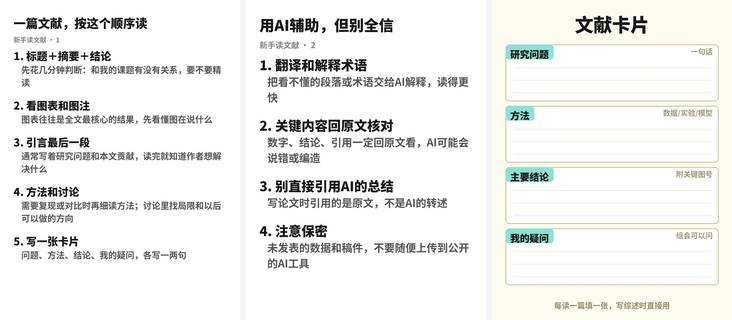 一篇文献，按这个顺序读
新手读文献 · 1
1. 标题＋摘要＋结论
先花几分钟判断：和我的课题有没有关系，要不要精
读
2. 看图表和图注
图表往往是全文最核心的结果，先看懂图在说什么
3. 引言最后一段
通常写着研究问题和本文贡献，读完就知道作者想解
决什么
4. 方法和讨论
需要复现或对比时再细读方法；讨论里找局限和以后
可以做的方向
5. 写一张卡片
问题、方法、结论、我的疑问，各写一两句
用AI辅助，但别全信
新手读文献 · 2
1. 翻译和解释术语
把看不懂的段落或术语交给AI解释，读得更
快
2. 关键内容回原文核对
数字、结论、引用一定回原文看，AI可能会
说错或编造
3. 别直接引用AI的总结
写论文时引用的是原文，不是AI的转述
4. 注意保密
未发表的数据和稿件，不要随便上传到公开
的AI工具
文献卡片
研究问题
一句话
方法
数据/实验/模型
主要结论
附关键图号
我的疑问
组会可以问
每读一篇填一张，写综述时直接用